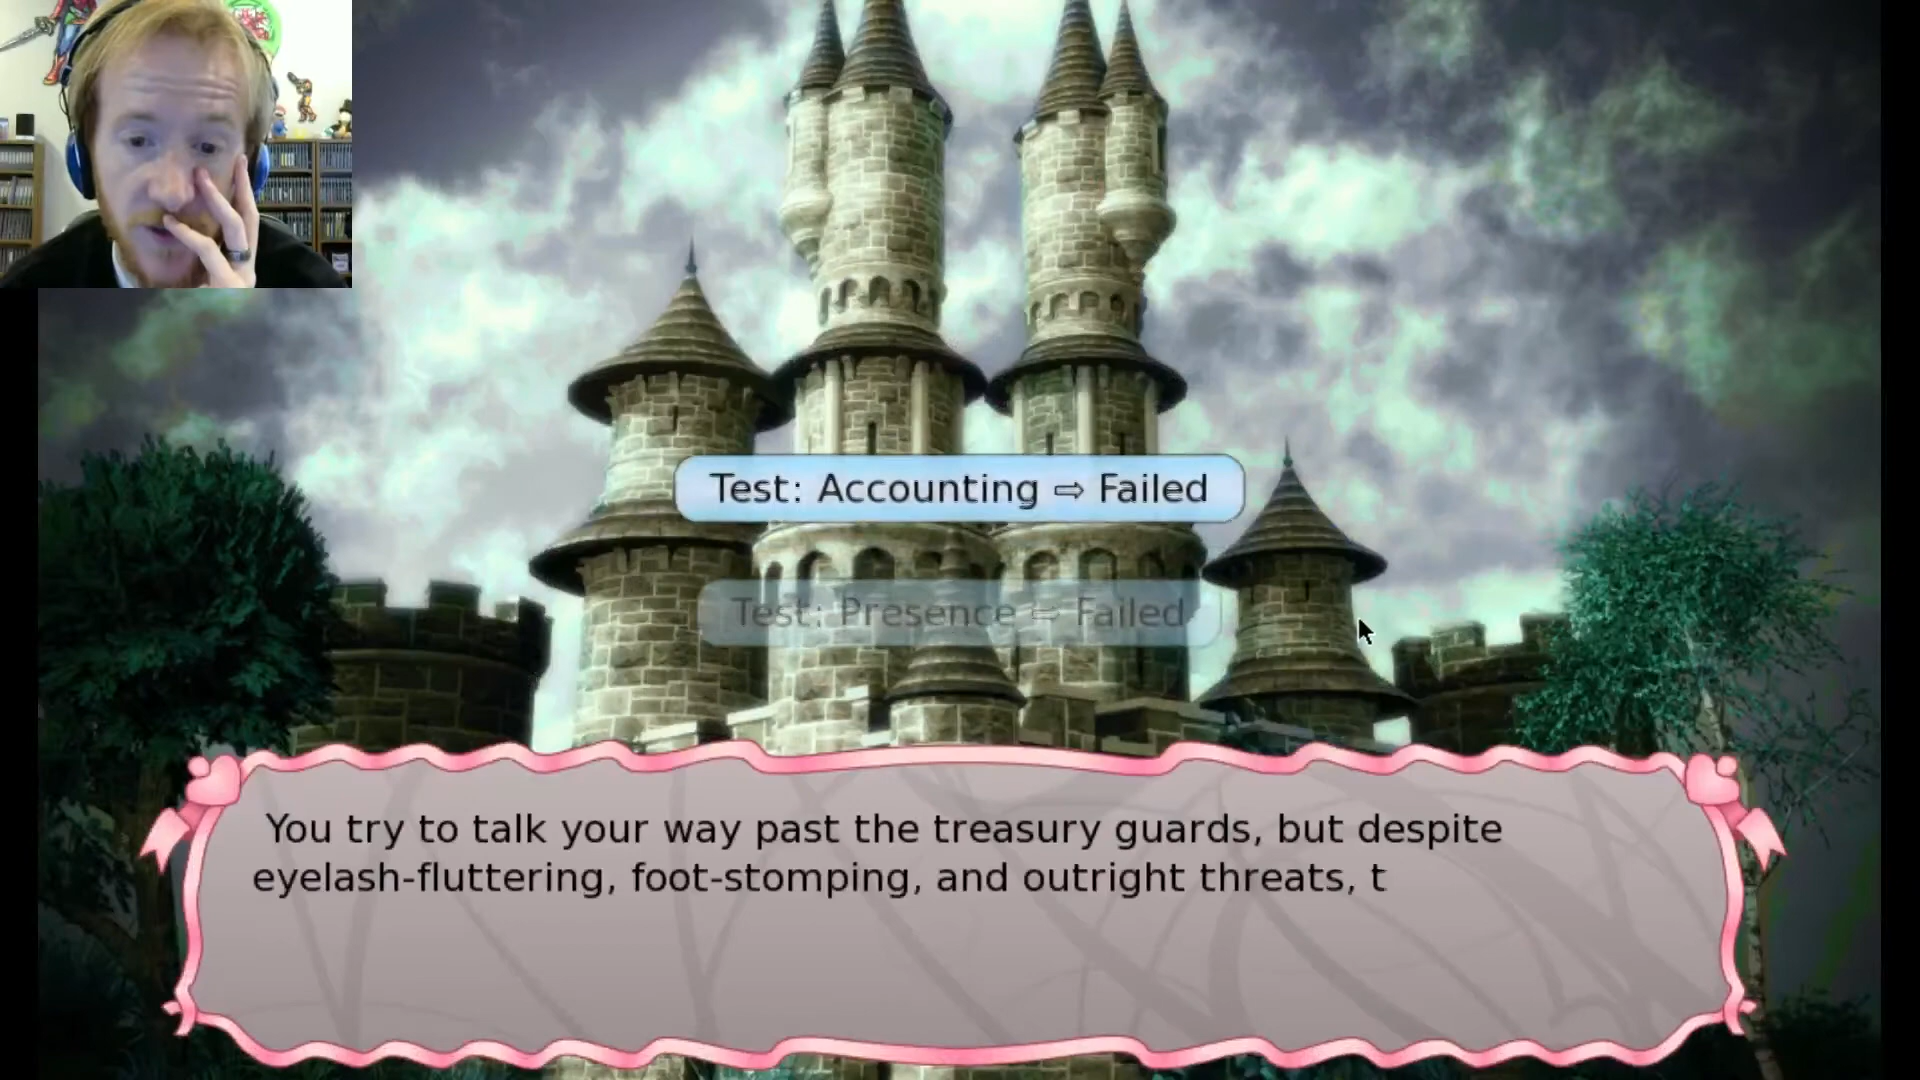 Test: Accounting ⇨ Failed
Test: Presence ⇨ Failed
You try to talk your way past the treasury guards, but despite
eyelash-fluttering, foot-stomping, and outright threats, t